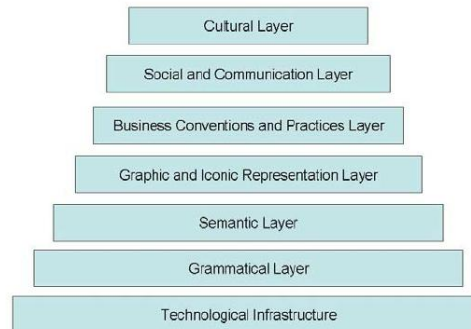 Cultural Layer
Social and Communication Layer
Business Conventions and Practices Layer
Graphic and Iconic Representation Layer
Semantic Layer
Grammatical Layer
Technological Infrastructure